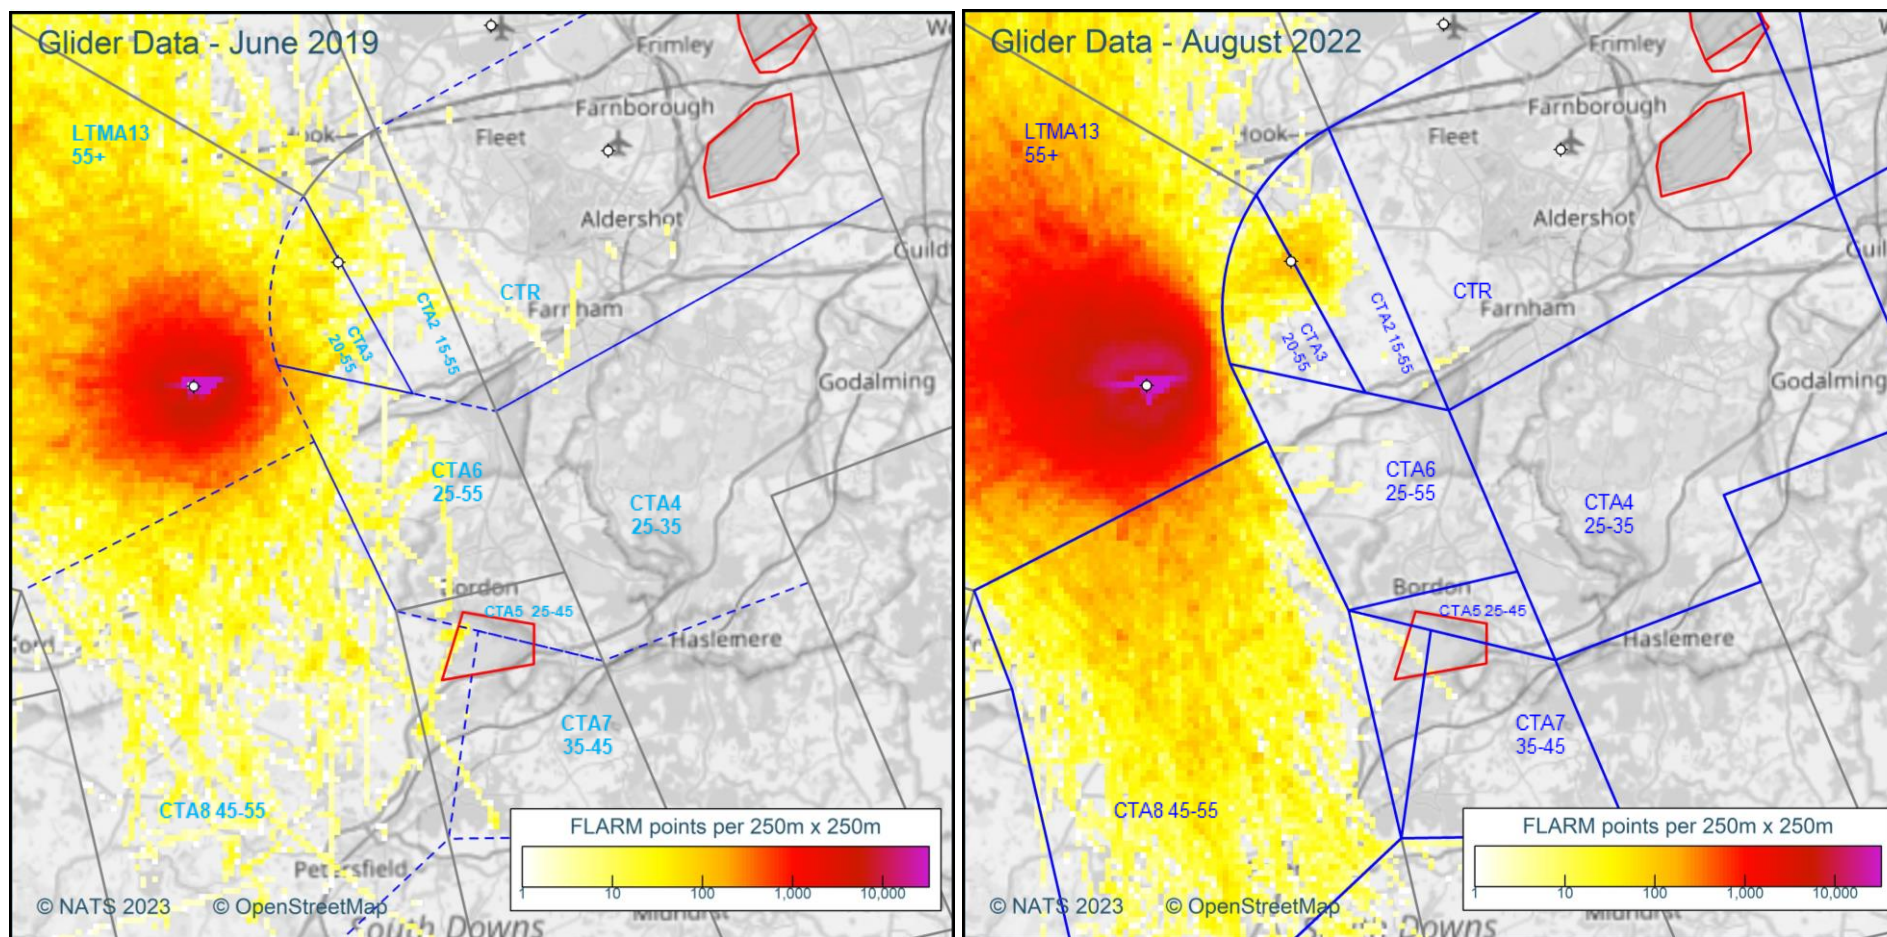 Glider Data - June 2019
Frimley
LTMA13
55+
Farnborough
Fleet
Aldershot
CTR
Farnham
CTA2 15-55
CTA3
20-55
Godalming
CTA6
25-55
CTA4
25-35
CTA5 25-45
Haslemere
CTA7
35-45
CTA8 45-55
FLARM points per 250m x 250m
1 10 100 1,000 10,000
© NATS 2023 © OpenStreetMap
South Downs
Glider Data - August 2022
Frimley
LTMA13
55+
Farnborough
Hook
Fleet
Aldershot
CTR
Farnham
CTA2 15-55
CTA3
20-55
Godalming
CTA6
25-55
CTA4
25-35
Bordon
CTA5 25-45
Haslemere
CTA7
35-45
CTA8 45-55
FLARM points per 250m x 250m
1 10 100 1,000 10,000
© NATS 2023 © OpenStreetMap
Downs